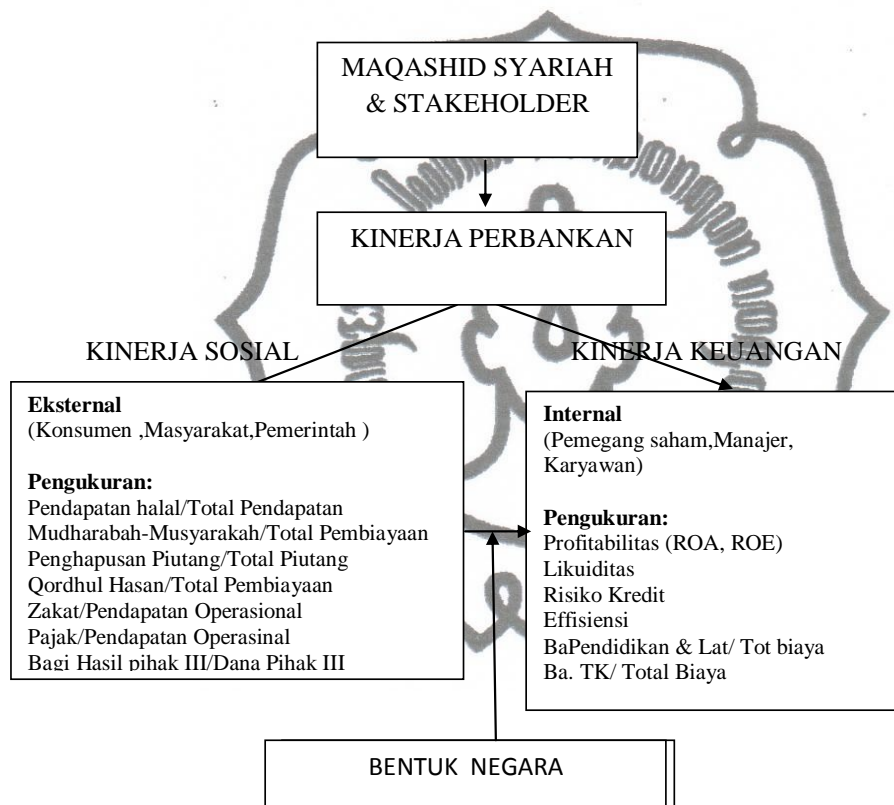 MAQASHID SYARIAH
& STAKEHOLDER
KINERJA PERBANKAN
KINERJA SOSIAL
KINERJA KEUANGAN
Eksternal
(Konsumen ,Masyarakat,Pemerintah )
Pengukuran:
Pendapatan halal/Total Pendapatan
Mudharabah-Musyarakah/Total Pembiayaan
Penghapusan Piutang/Total Piutang
Qordhul Hasan/Total Pembiayaan
Zakat/Pendapatan Operasional
Pajak/Pendapatan Operasinal
Bagi Hasil pihak III/Dana Pihak III
Internal
(Pemegang saham,Manajer,
Karyawan)
Pengukuran:
Profitabilitas (ROA, ROE)
Likuiditas
Risiko Kredit
Effisiensi
BaPendidikan & Lat/ Tot biaya
Ba. TK/ Total Biaya
BENTUK NEGARA